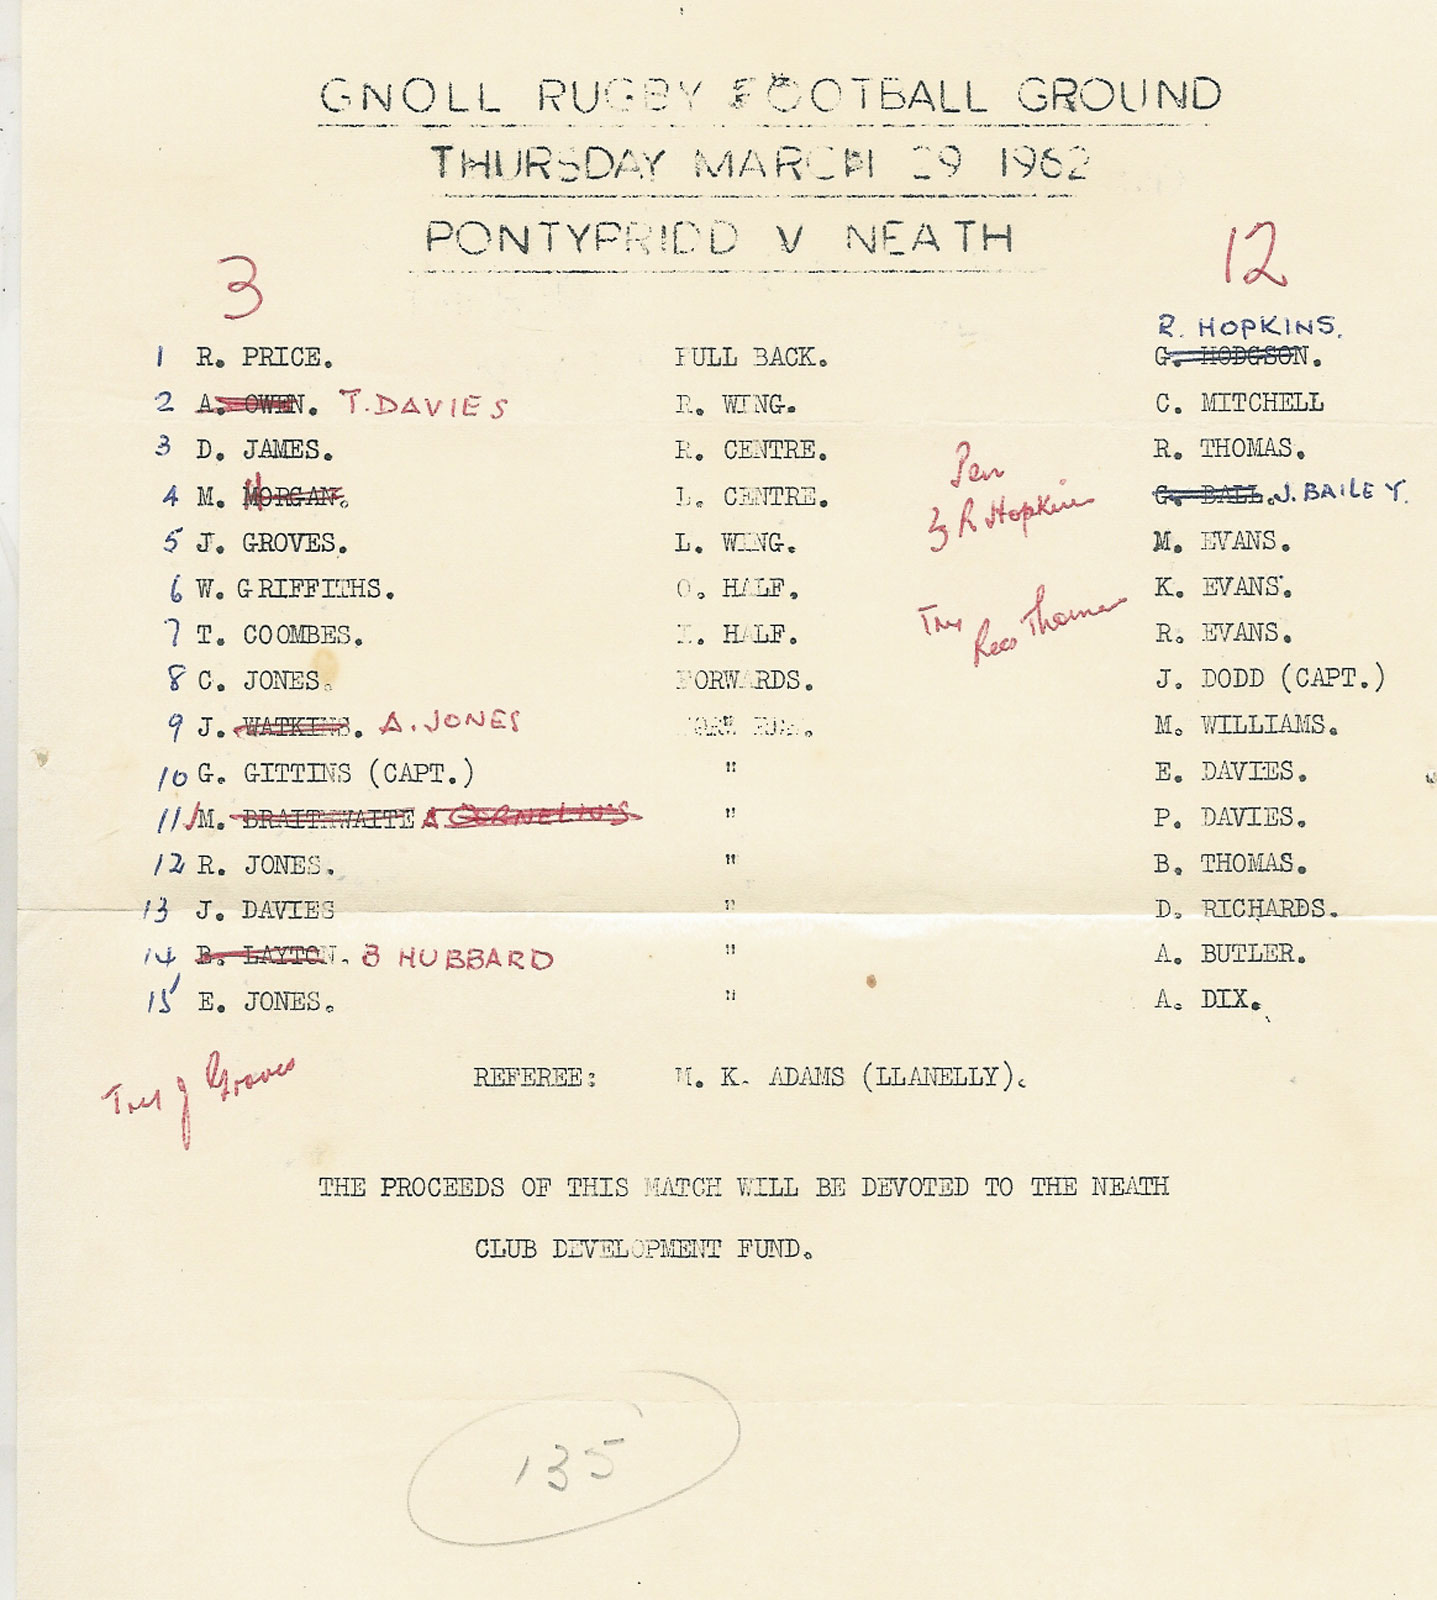 GNOLL RUGBY FOOTBALL GROUND
THURSDAY MARCH 29 1962
PONTYPRIDD V NEATH
3 12
R. HOPKINS.
1 R. PRICE. FULL BACK. G. HODGSON.
2 A. OWEN. T. DAVIES R. WING. C. MITCHELL
3 D. JAMES. R. CENTRE. R. THOMAS.
4 M. MORGAN. L. CENTRE. G. BALL. J. BAILEY.
5 J. GROVES. L. WING. M. EVANS.
6 W. GRIFFITHS. O. HALF. K. EVANS.
7 T. COOMBES. I. HALF. R. EVANS.
8 C. JONES. FORWARDS. J. DODD (CAPT.)
9 J. WATKINS. A. JONES M. WILLIAMS.
10 G. GITTINS (CAPT.) " E. DAVIES.
11 M. BRAITHWAITE A CORNELIUS " P. DAVIES.
12 R. JONES. " B. THOMAS.
13 J. DAVIES " D. RICHARDS.
14 B. LAYTON. B HUBBARD " A. BUTLER.
15 E. JONES. " A. DIX.
Pen
3 R Hopkins
Try
Rees Thomas
Try J Groves
REFEREE: M. K. ADAMS (LLANELLY).
THE PROCEEDS OF THIS MATCH WILL BE DEVOTED TO THE NEATH
CLUB DEVELOPMENT FUND.
135